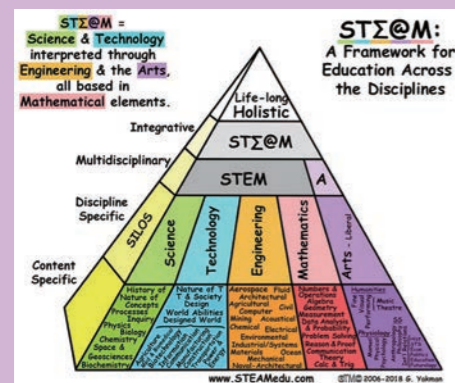 STΣ@M =
Science & Technology
interpreted through
Engineering & the Arts,
all based in
Mathematical elements.
STΣ@M:
A Framework for
Education Across
the Disciplines
Life-long
Holistic
Integrative
STΣ@M
Multidisciplinary
STEM
A
Discipline
Specific
SILOS
Science
Technology
Engineering
Mathematics
Arts - Liberal
Content
Specific
History of
Nature of
Concepts
Processes
Inquiry
Physics
Biology
Chemistry
Space &
Geosciences
Biochemistry
Nature of T
T & Society
Design
World Abilities
Designed World
Aerospace Fluid
Architectural
Agricultural Civil
Computer
Mining Acoustical
Chemical Electrical
Environmental
Industrial/Systems
Materials Ocean
Mechanical
Naval-Architectural
Numbers &
Operations
Algebra
Geometry
Measurement
Data Analysis
& Probability
Problem Solving
Reason & Proof
Communication
Theory
Calc & Trig
Humanities
Music
Theatre
www.STEAMedu.com
2006-2018 G. Yakman